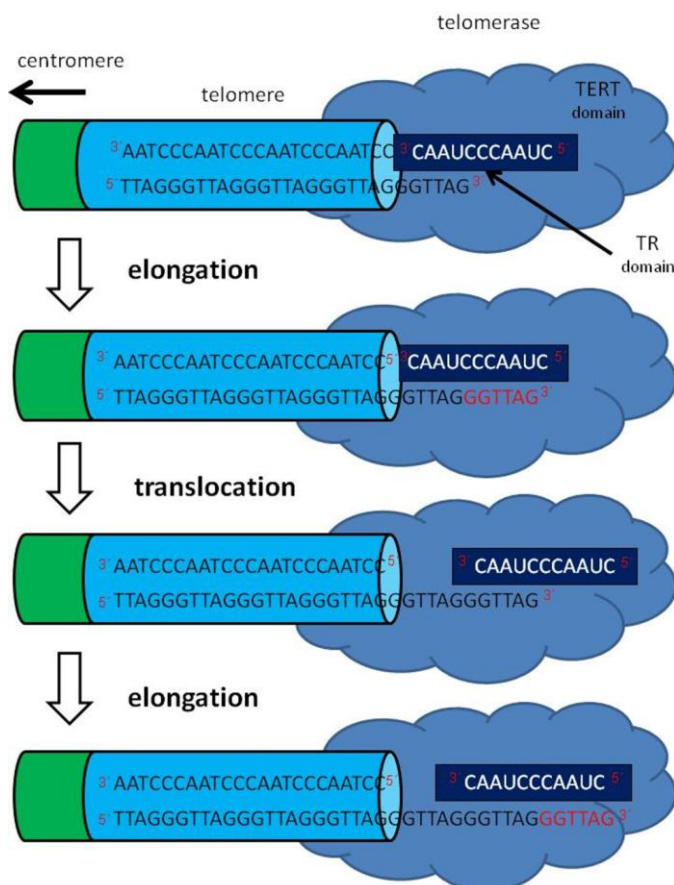 telomerase
centromere
telomere
TERT
domain
3´ AATCCCAATCCCAATCCCAATCC 3´ CAAUCCCAAUC 5´
5´ TTAGGGTTAGGGTTAGGGTTAGGGTTAG 3´
TR
domain
elongation
3´ AATCCCAATCCCAATCCCAATCC 5´ 3´ CAAUCCCAAUC 5´
5´ TTAGGGTTAGGGTTAGGGTTAGGGTTAGGGTTAG 3´
translocation
3´ AATCCCAATCCCAATCCCAATCC 5´ 3´ CAAUCCCAAUC 5´
5´ TTAGGGTTAGGGTTAGGGTTAGGGTTAGGGTTAG 3´
elongation
3´ AATCCCAATCCCAATCCCAATCC 5´ 3´ CAAUCCCAAUC 5´
5´ TTAGGGTTAGGGTTAGGGTTAGGGTTAGGGTTAGGGTTAG 3´